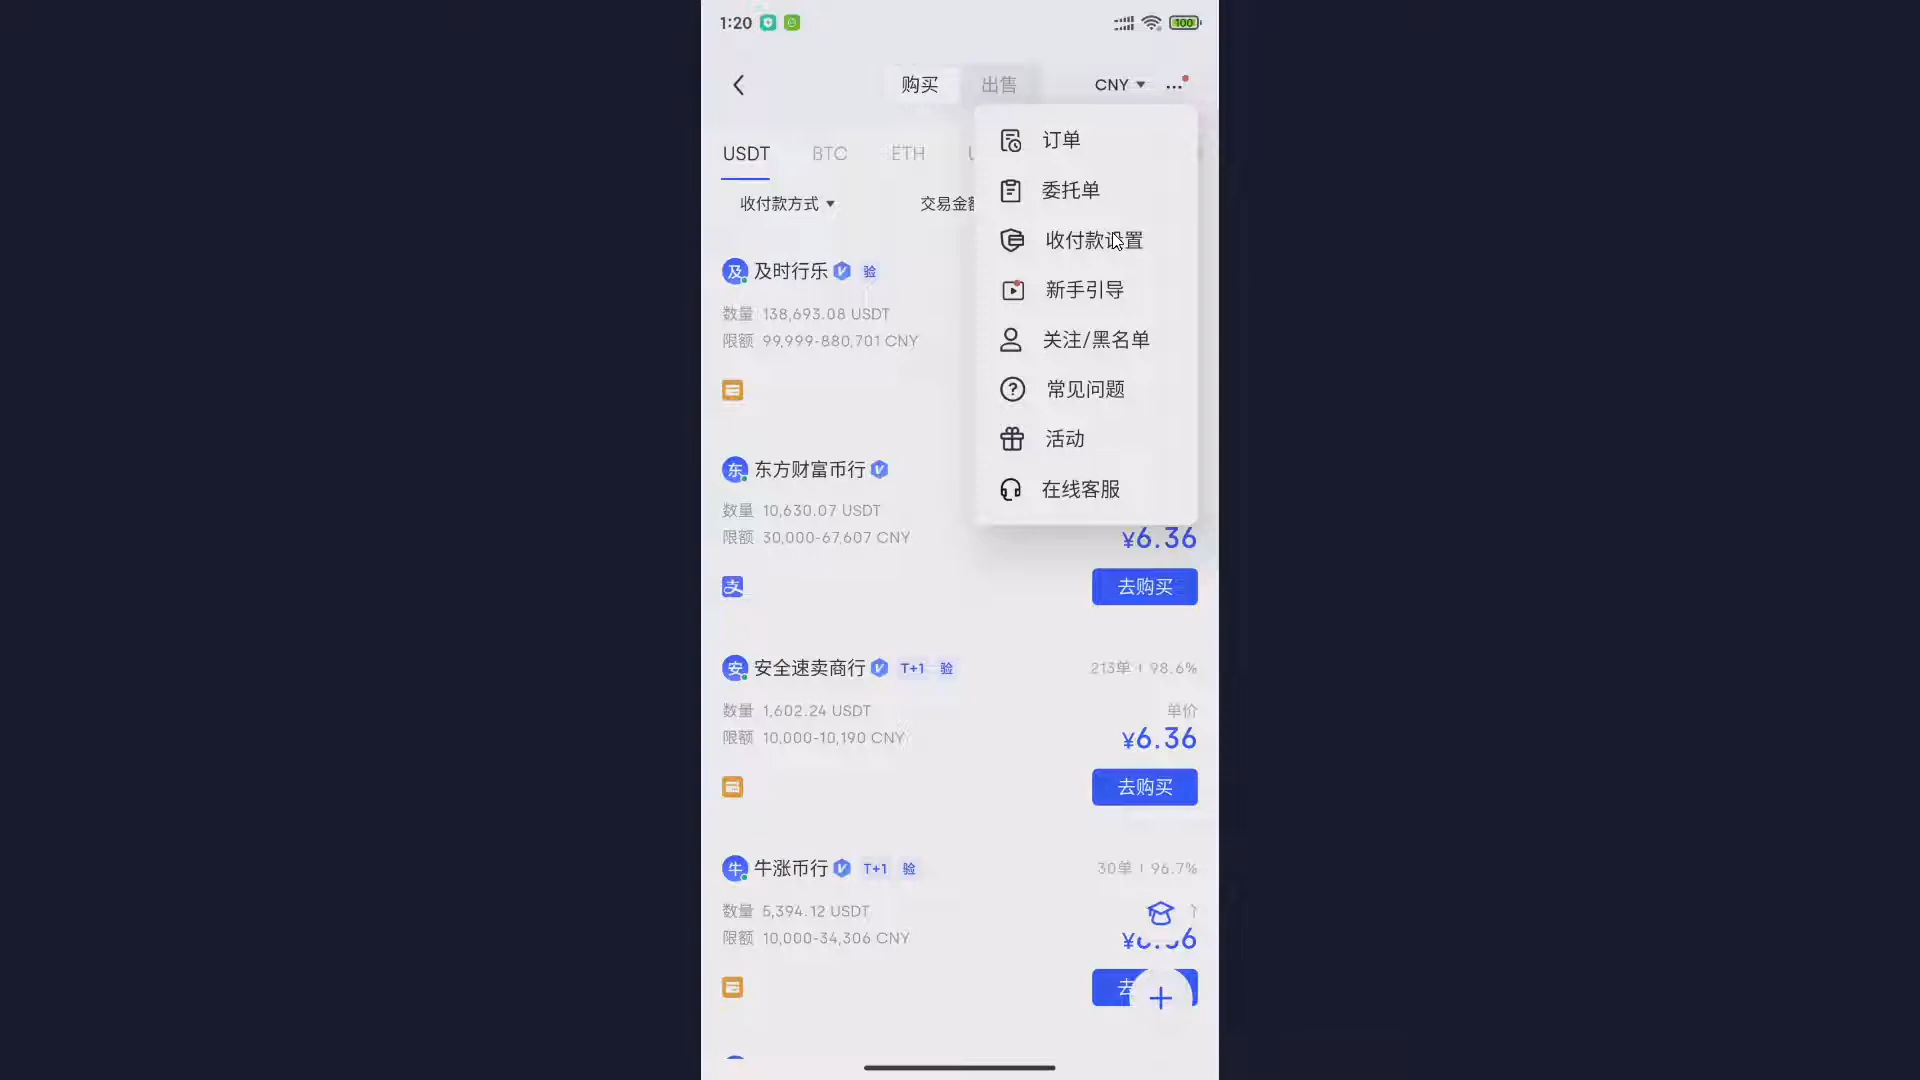 1:20
100
购买
出售
CNY
USDT
BTC
ETH
收付款方式
交易金
订单
委托单
收付款设置
新手引导
关注/黑名单
常见问题
活动
在线客服
及 及时行乐 验
数量 138,693.08 USDT
限额 99,999-880,701 CNY
东 东方财富币行
数量 10,630.07 USDT
限额 30,000-67,607 CNY
¥6.36
支
去购买
安 安全速卖商行 T+1 验
213单 | 98.6%
数量 1,602.24 USDT
单价
限额 10,000-10,190 CNY
¥6.36
去购买
牛 牛涨币行 T+1 验
30单 | 96.7%
数量 5,394.12 USDT
限额 10,000-34,306 CNY
去